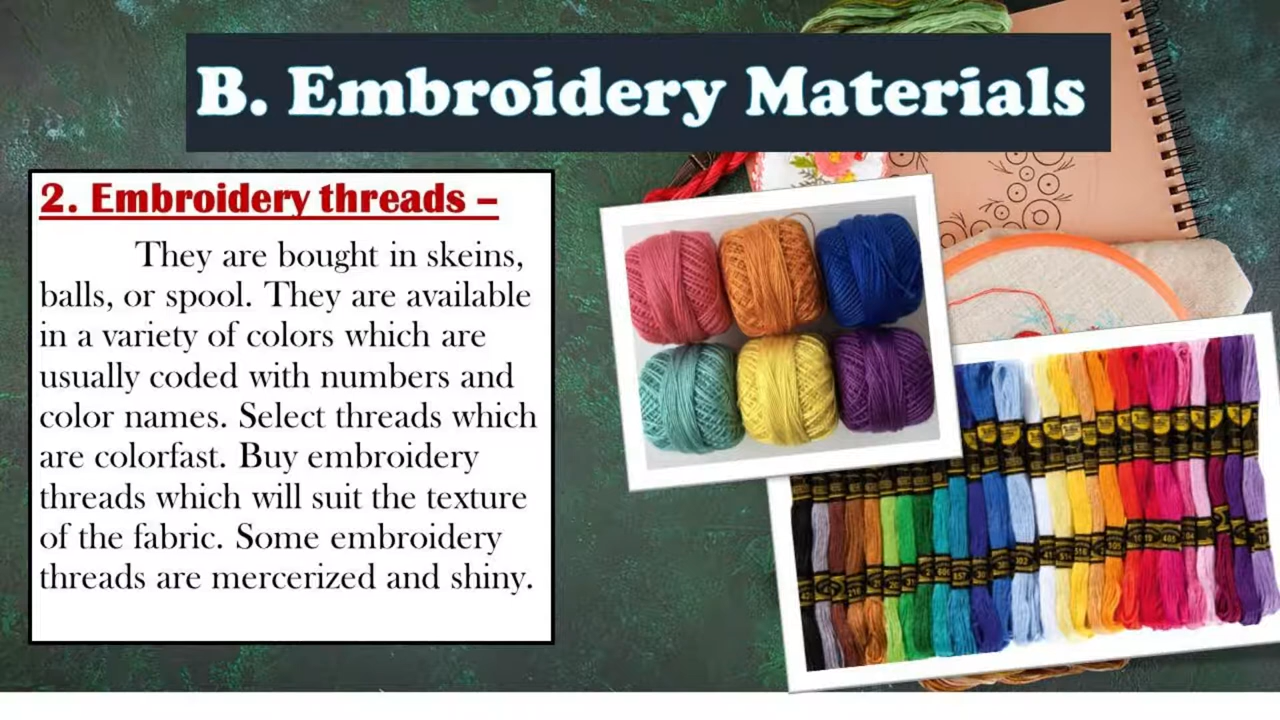 B. Embroidery Materials
2. Embroidery threads –
They are bought in skeins,
balls, or spool. They are available
in a variety of colors which are
usually coded with numbers and
color names. Select threads which
are colorfast. Buy embroidery
threads which will suit the texture
of the fabric. Some embroidery
threads are mercerized and shiny.